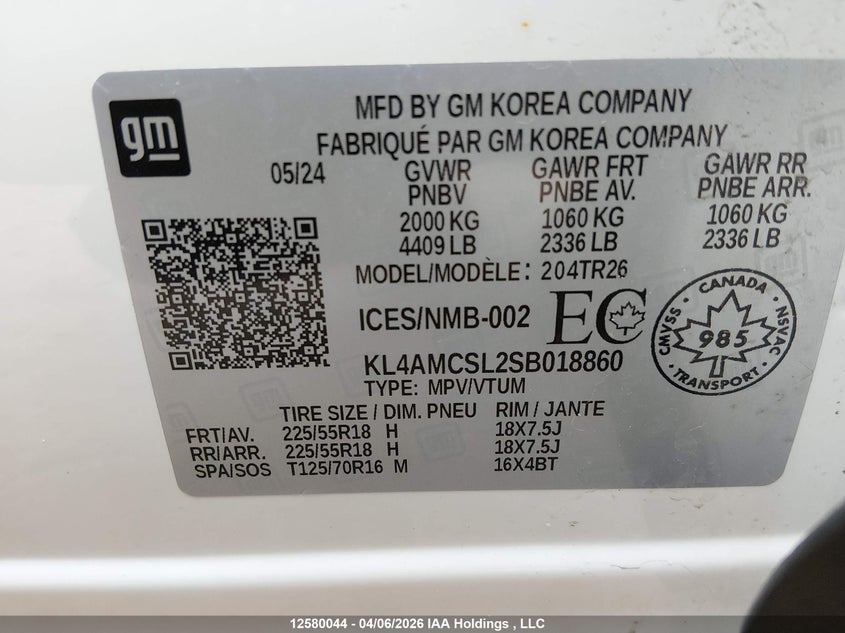 gm
MFD BY GM KOREA COMPANY
FABRIQUÉ PAR GM KOREA COMPANY
05/24 GVWR GAWR FRT GAWR RR
PNBV PNBE AV. PNBE ARR.
2000 KG 1060 KG 1060 KG
4409 LB 2336 LB 2336 LB
MODEL/MODÈLE: 204TR26
ICES/NMB-002 EC
CANADA
CMVSS 985 NSVAC
TRANSPORT
KL4AMCSL2SB018860
TYPE: MPV/VTUM
TIRE SIZE / DIM. PNEU RIM / JANTE
FRT/AV. 225/55R18 H 18X7.5J
RR/ARR. 225/55R18 H 18X7.5J
SPA/SOS T125/70R16 M 16X4BT
12580044 - 04/06/2026 IAA Holdings , LLC